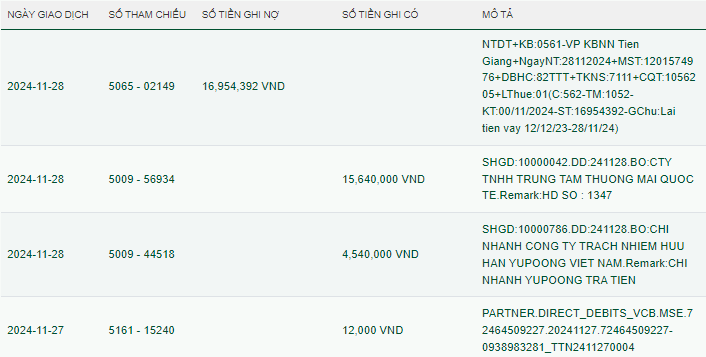 NGÀY GIAO DỊCH SỐ THAM CHIẾU SỐ TIỀN GHI NỢ SỐ TIỀN GHI CÓ MÔ TẢ
NTDT+KB:0561-VP KBNN Tien
Giang+NgayNT:28112024+MST:12015749
2024-11-28 5065 - 02149 16,954,392 VND 76+DBHC:82TTT+TKNS:7111+CQT:10562
05+LThue:01(C:562-TM:1052-
KT:00/11/2024-ST:16954392-GChu:Lai
tien vay 12/12/23-28/11/24)
SHGD:10000042.DD:241128.BO:CTY
2024-11-28 5009 - 56934 15,640,000 VND TNHH TRUNG TAM THUONG MAI QUOC
TE.Remark:HD SO : 1347
SHGD:10000786.DD:241128.BO:CHI
NHANH CONG TY TRACH NHIEM HUU
2024-11-28 5009 - 44518 4,540,000 VND HAN YUPOONG VIET NAM.Remark:CHI
NHANH YUPOONG TRA TIEN
PARTNER.DIRECT_DEBITS_VCB.MSE.7
2024-11-27 5161 - 15240 12,000 VND 2464509227.20241127.72464509227-
0938983281_TTN2411270004